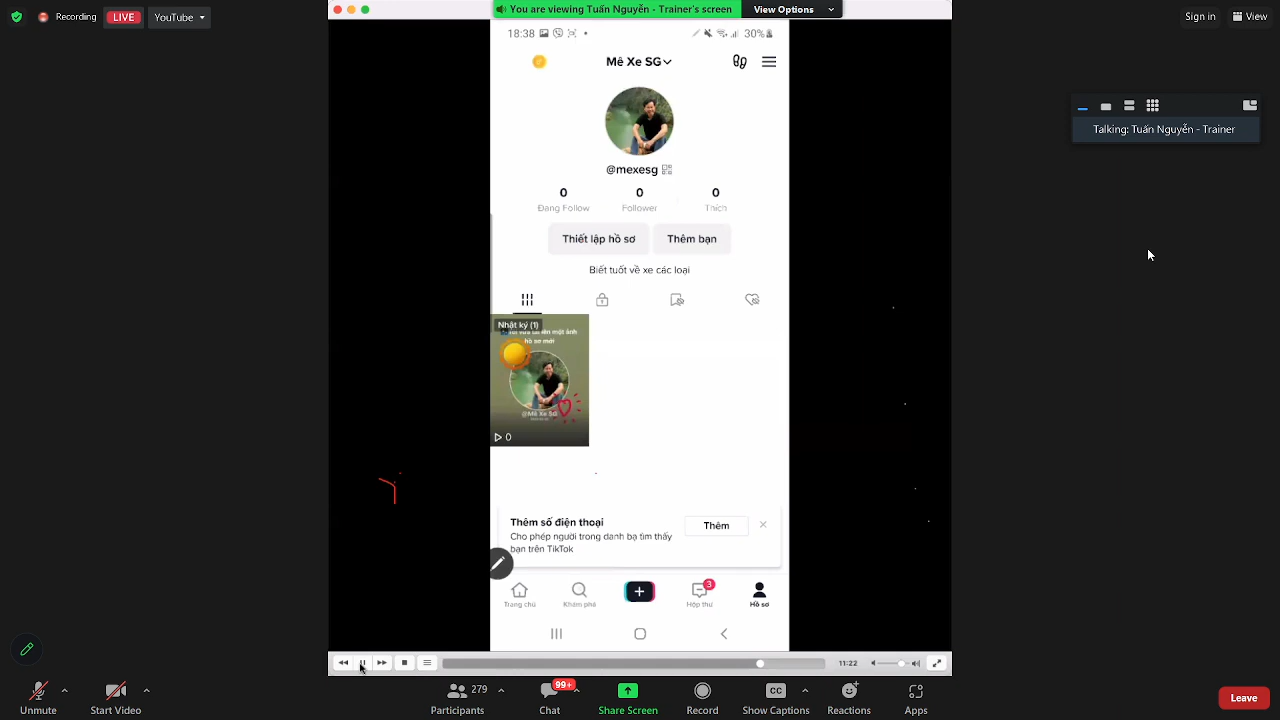 Recording
LIVE
YouTube
You are viewing Tuấn Nguyễn - Trainer's screen
View Options
View
18:38
30%
Mê Xe SG
Viewing Tuấn Nguyễn - Trainer
@mexesg
0
0
0
Đang Follow
Follower
Thích
Thiết lập hồ sơ
Thêm bạn
Biết tuốt về xe các loại
Nhật ký (1)
lên một ảnh
hồ sơ mới
@Mê Xe SG
0
Thêm số điện thoại
Cho phép người trong danh bạ tìm thấy
bạn trên TikTok
Thêm
3
Trang chủ
Khám phá
Hộp thư
Hồ sơ
11:22
Unmute
Start Video
279
Participants
99+
Chat
Share Screen
Record
CC
Show Captions
Reactions
Apps
Leave